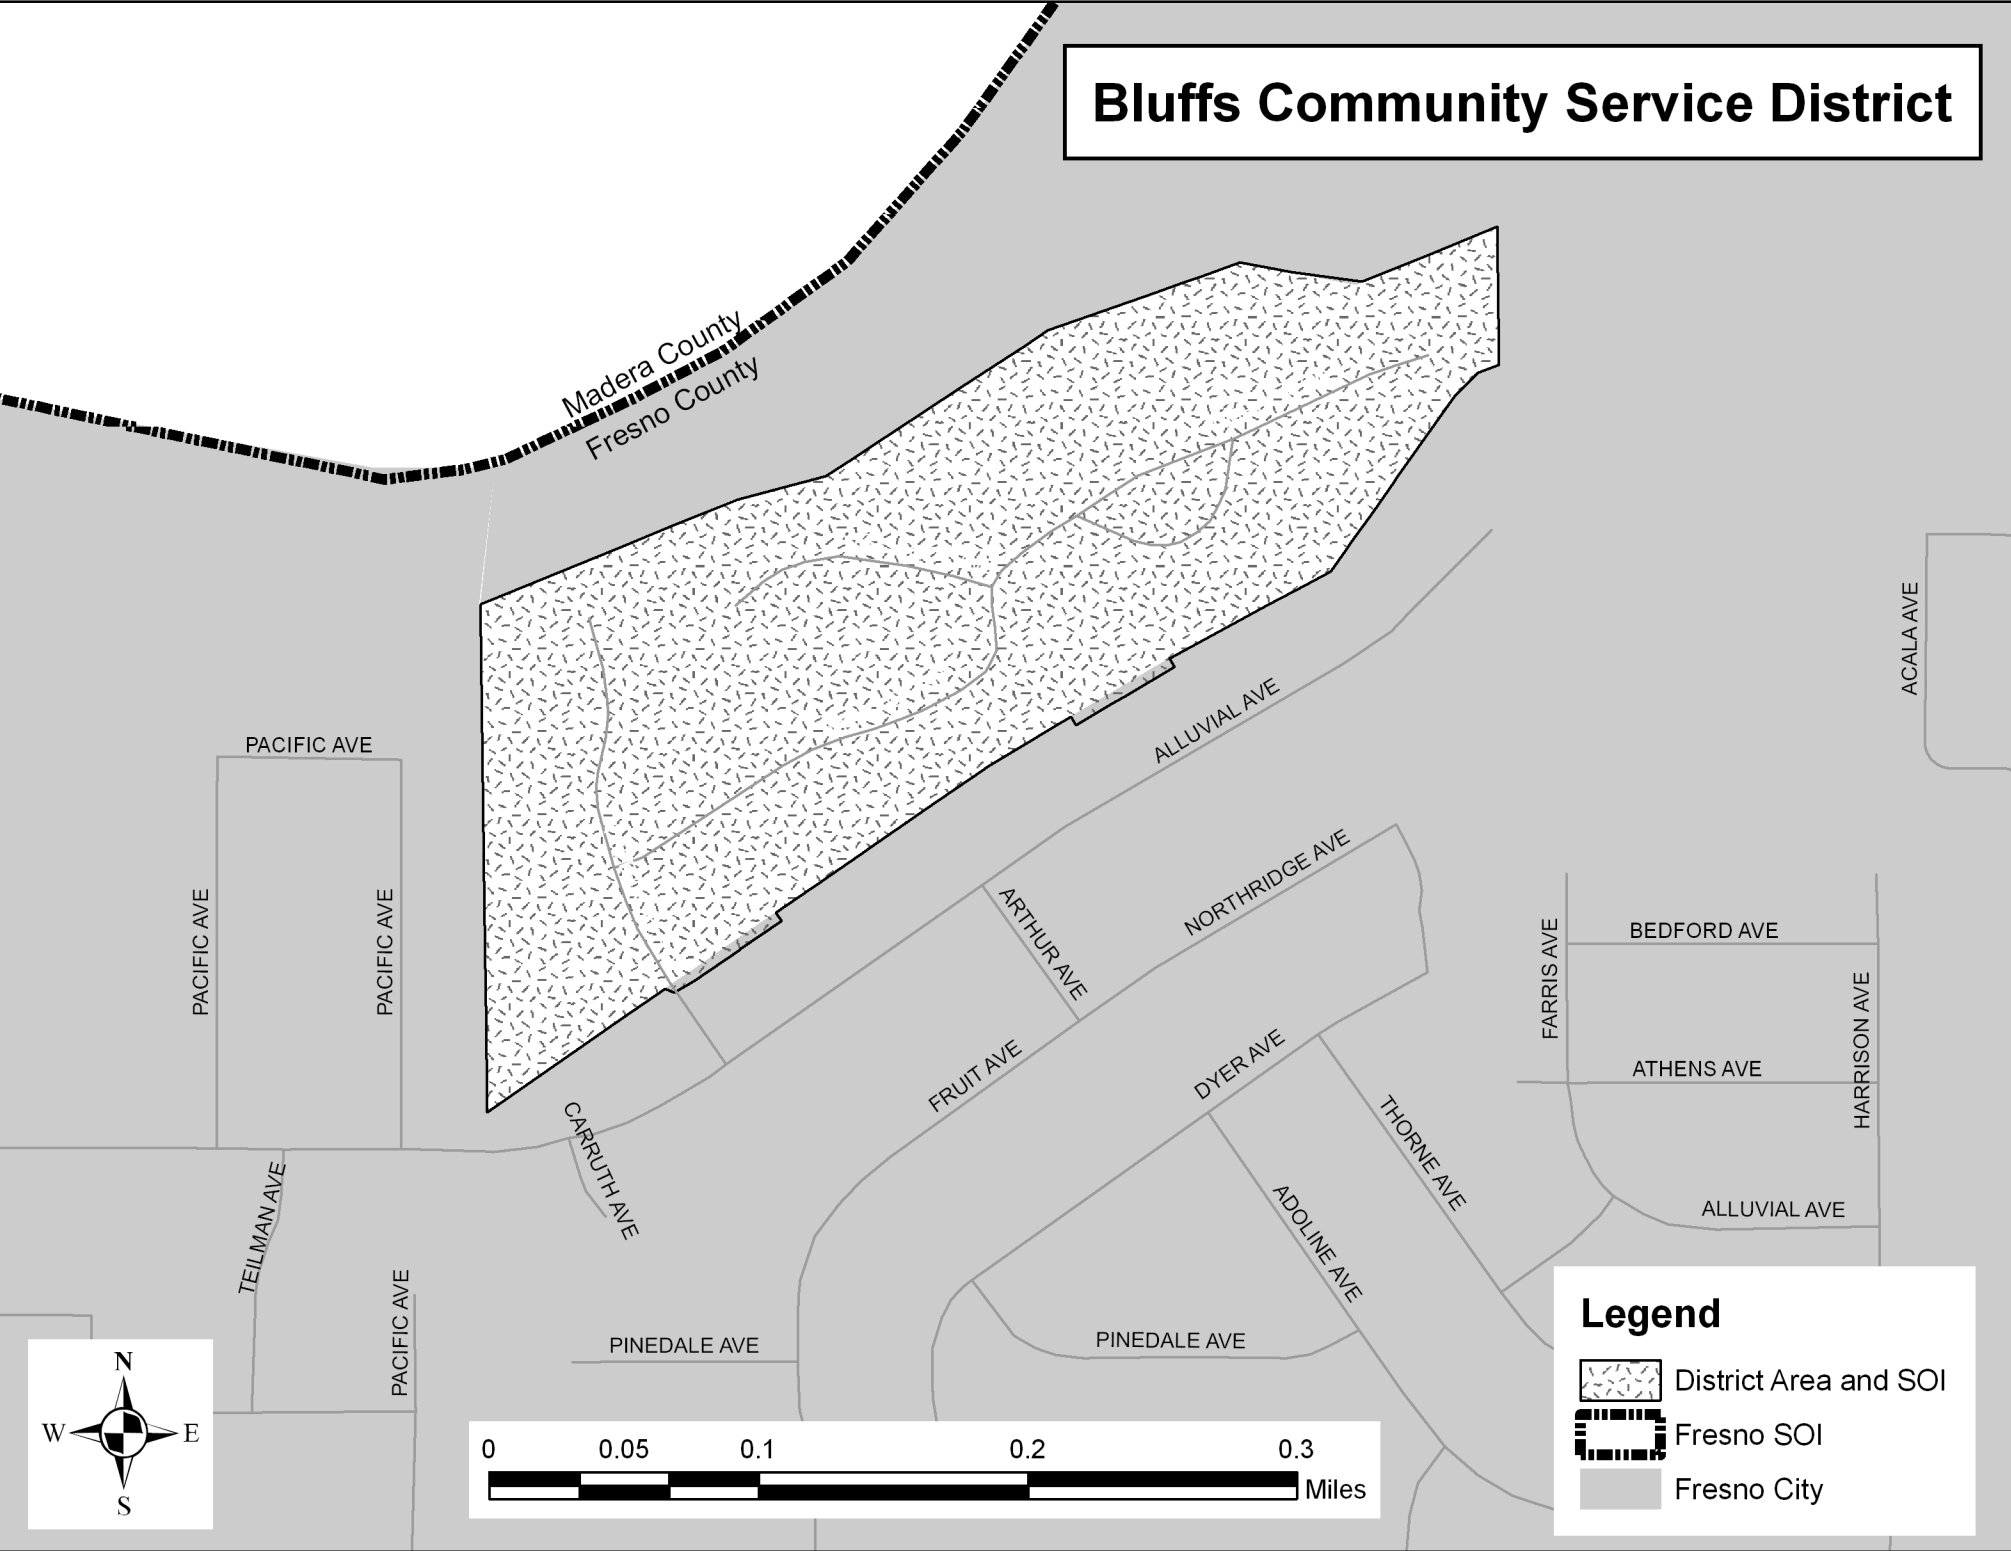 Bluffs Community Service District
Madera County
Fresno County
ACALA AVE
ALLUVIAL AVE
PACIFIC AVE
PACIFIC AVE
PACIFIC AVE
ARTHUR AVE
NORTHRIDGE AVE
FARRIS AVE
BEDFORD AVE
HARRISON AVE
FRUIT AVE
DYER AVE
ATHENS AVE
CARRUTH AVE
THORNE AVE
TEILMAN AVE
ADOLINE AVE
ALLUVIAL AVE
PACIFIC AVE
PINEDALE AVE
PINEDALE AVE
N
W E
S
0 0.05 0.1 0.2 0.3
Miles
Legend
District Area and SOI
Fresno SOI
Fresno City